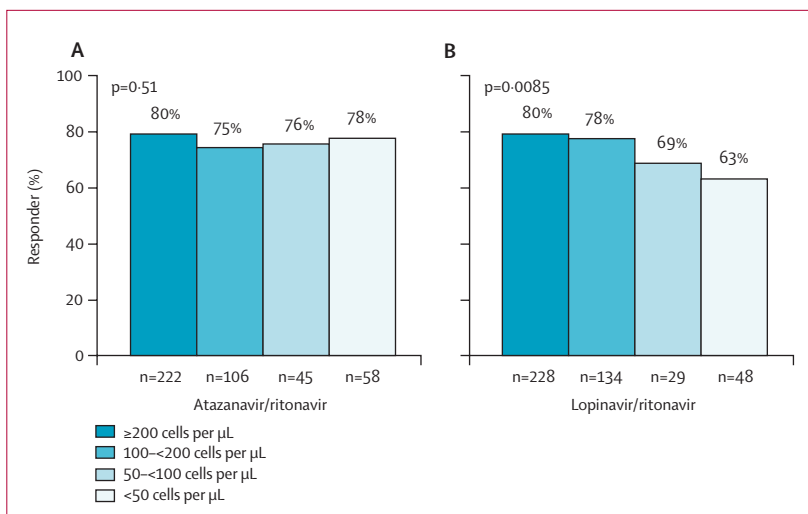 A
p=0·51
Responder (%)
100
80
60
40
20
0
80%
75%
76%
78%
n=222
n=106
n=45
n=58
Atazanavir/ritonavir
B
p=0·0085
80%
78%
69%
63%
n=228
n=134
n=29
n=48
Lopinavir/ritonavir
≥200 cells per µL
100–<200 cells per µL
50–<100 cells per µL
<50 cells per µL